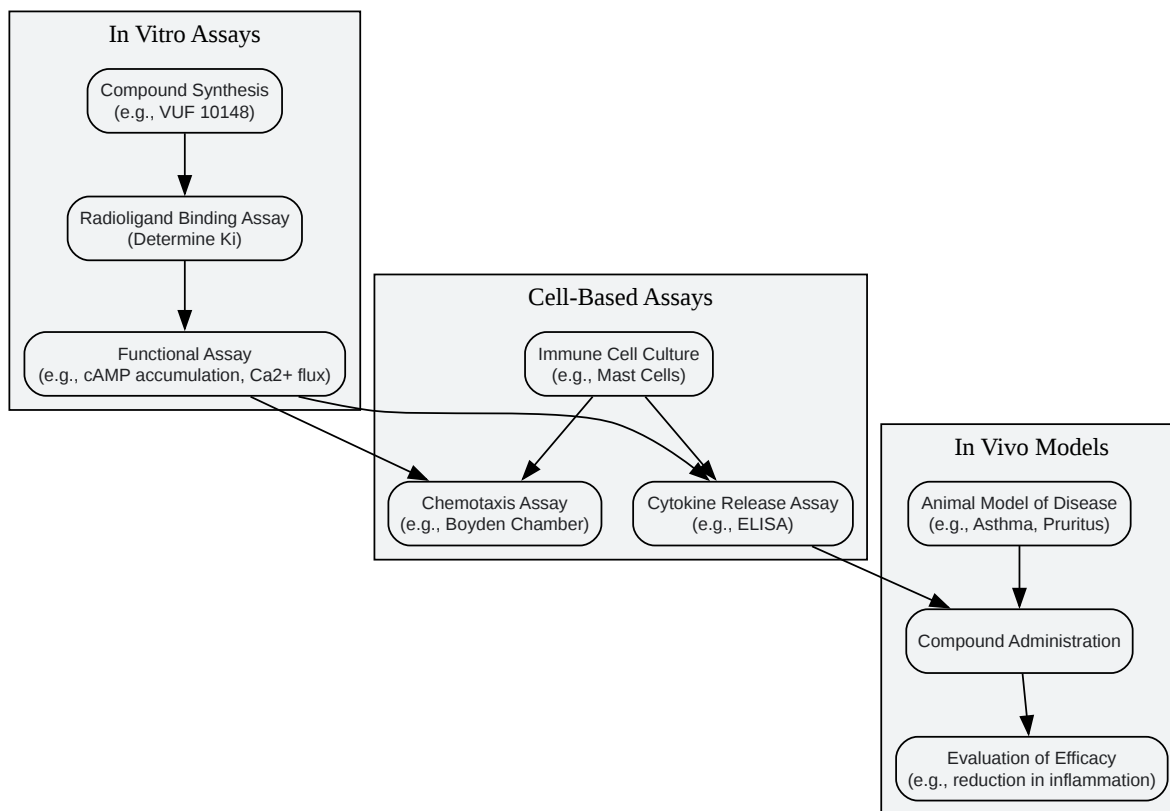 In Vitro Assays
Compound Synthesis
(e.g., VUF 10148)
Radioligand Binding Assay
(Determine Ki)
Functional Assay
(e.g., cAMP accumulation, Ca2+ flux)
Cell-Based Assays
Immune Cell Culture
(e.g., Mast Cells)
Chemotaxis Assay
(e.g., Boyden Chamber)
Cytokine Release Assay
(e.g., ELISA)
In Vivo Models
Animal Model of Disease
(e.g., Asthma, Pruritus)
Compound Administration
Evaluation of Efficacy
(e.g., reduction in inflammation)